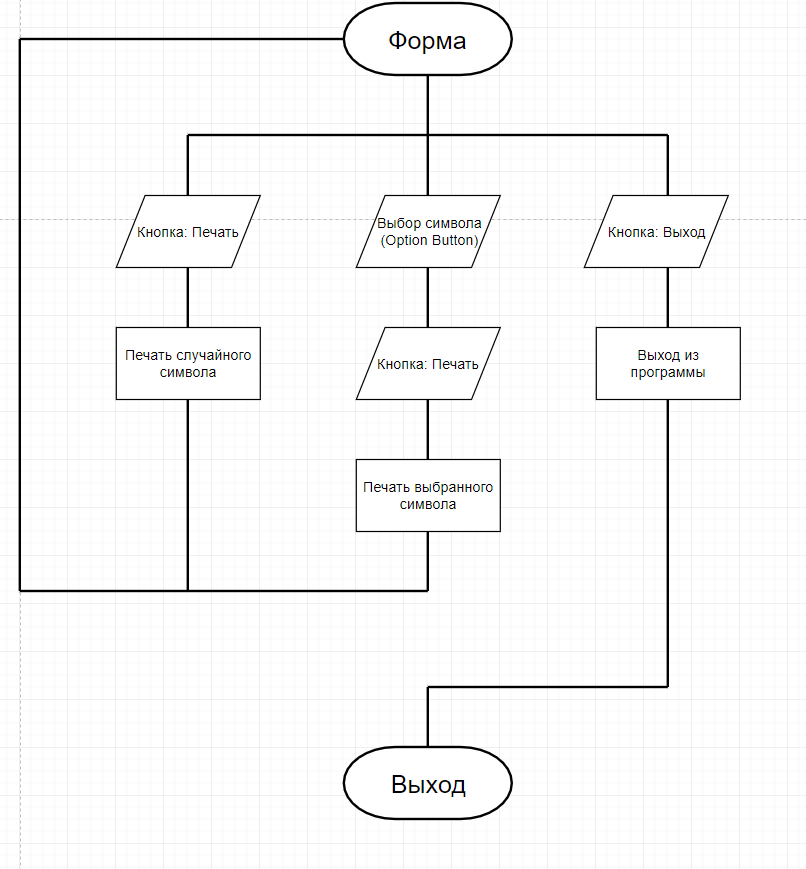 Форма
Кнопка: Печать
Выбор символа
(Option Button)
Кнопка: Выход
Печать случайного
символа
Кнопка: Печать
Выход из
программы
Печать выбранного
символа
Выход